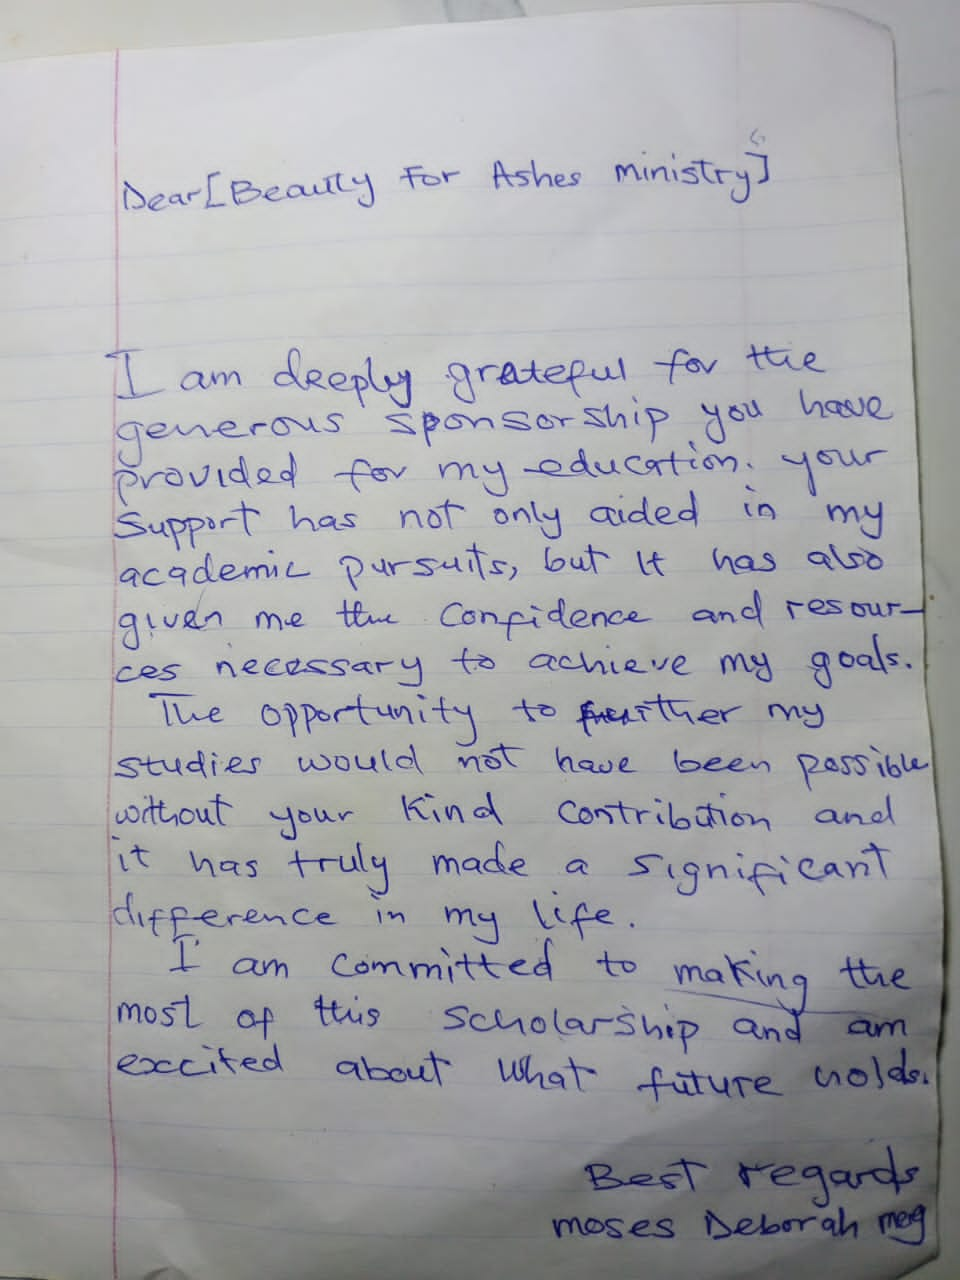 Dear [Beauty For Ashes ministry]
I am deeply grateful for the
generous sponsorship you have
provided for my education. your
Support has not only aided in my
academic pursuits, but It has also
given me the Confidence and resour-
ces necessary to achieve my goals.
The opportunity to further my
studies would not have been possible
without your kind contribution and
it has truly made a significant
difference in my life.
I am committed to making the
most of this Scholarship and am
excited about what future holds.
Best regards
moses Deborah